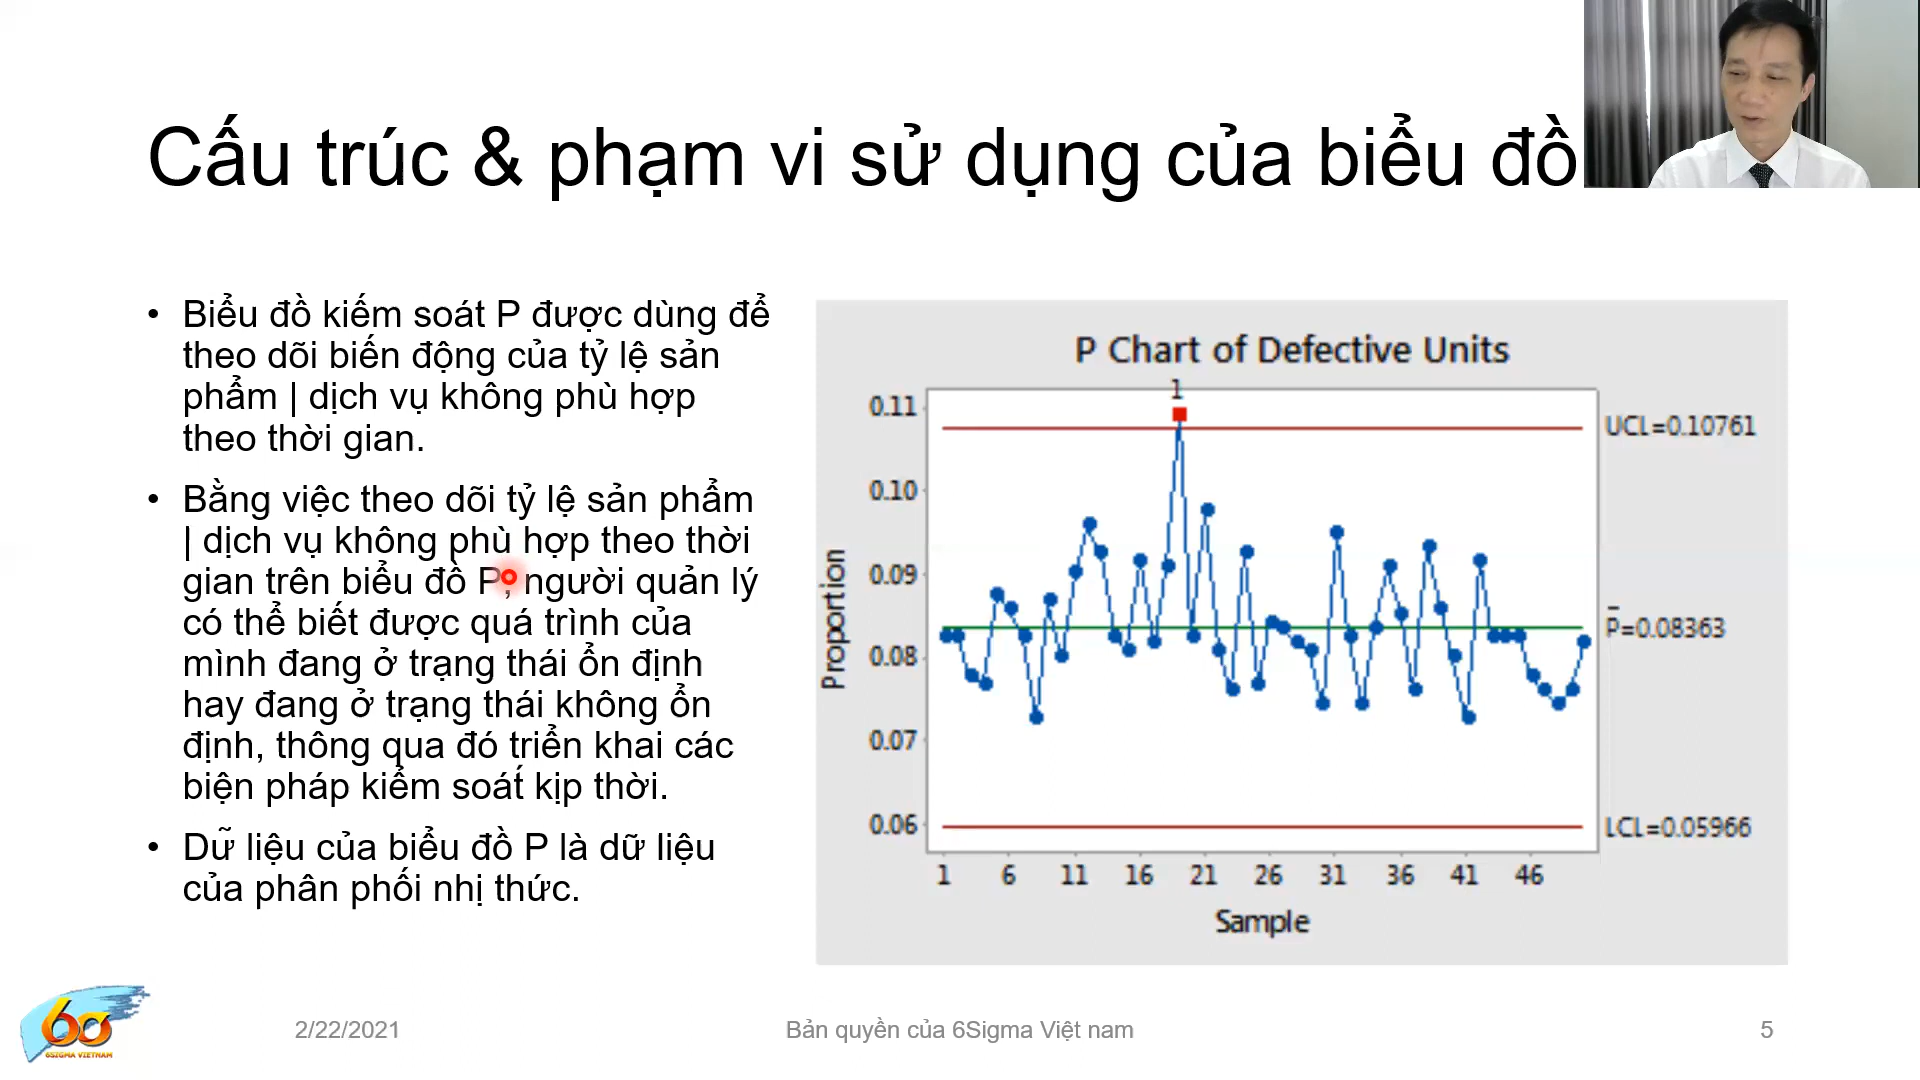 Cấu trúc & phạm vi sử dụng của biểu đồ
• Biểu đồ kiểm soát P được dùng để
theo dõi biến động của tỷ lệ sản
phẩm | dịch vụ không phù hợp
theo thời gian.
• Bằng việc theo dõi tỷ lệ sản phẩm
| dịch vụ không phù hợp theo thời
gian trên biểu đồ P, người quản lý
có thể biết được quá trình của
mình đang ở trạng thái ổn định
hay đang ở trạng thái không ổn
định, thông qua đó triển khai các
biện pháp kiểm soát kịp thời.
• Dữ liệu của biểu đồ P là dữ liệu
của phân phối nhị thức.
P Chart of Defective Units
1
0.11
0.10
0.09
0.08
0.07
0.06
Proportion
UCL=0.10761
P̄=0.08363
LCL=0.05966
1 6 11 16 21 26 31 36 41 46
Sample
6σ
6SIGMA VIETNAM
2/22/2021
Bản quyền của 6Sigma Việt nam
5